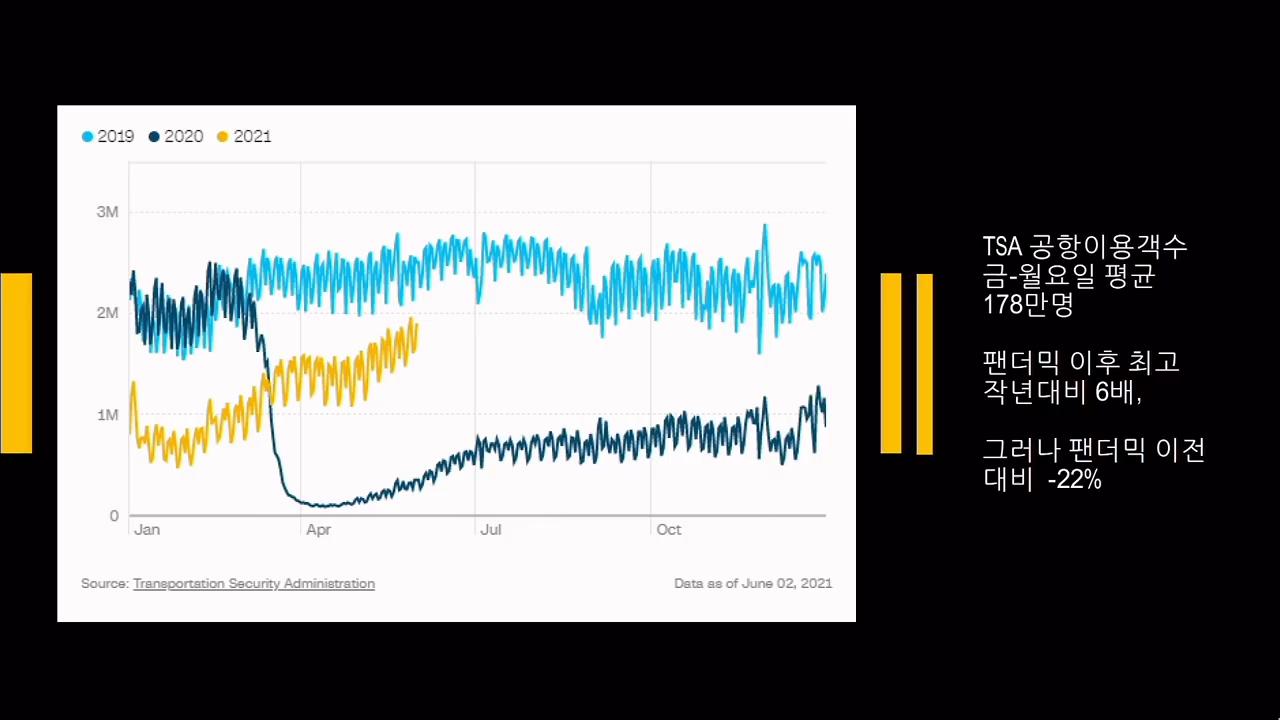 2019 2020 2021
3M
2M
1M
0
Jan Apr Jul Oct
Source: Transportation Security Administration
Data as of June 02, 2021
TSA 공항이용객수
금-월요일 평균
178만명
팬더믹 이후 최고
작년대비 6배,
그러나 팬더믹 이전
대비 -22%